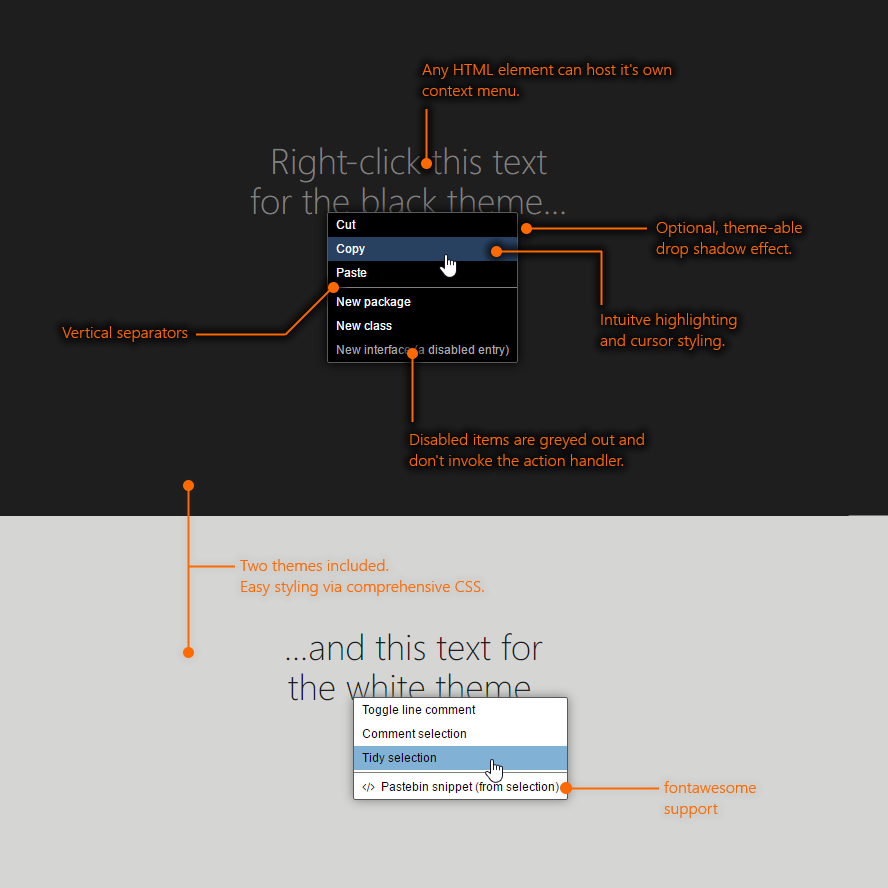 Any HTML element can host it's own
context menu.
Right-click this text
for the black theme...
Cut
Copy
Paste
New package
New class
New interface (a disabled entry)
Optional, theme-able
drop shadow effect.
Intuitve highlighting
and cursor styling.
Vertical separators
Disabled items are greyed out and
don't invoke the action handler.
Two themes included.
Easy styling via comprehensive CSS.
...and this text for
the white theme
Toggle line comment
Comment selection
Tidy selection
</> Pastebin snippet (from selection)
fontawesome
support